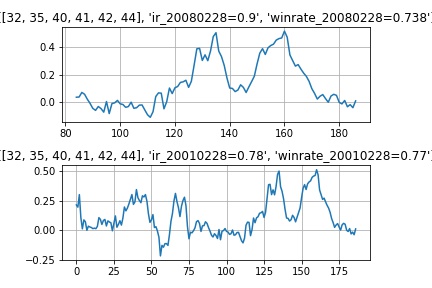 [32, 35, 40, 41, 42, 44], 'ir_20080228=0.9', 'winrate_20080228=0.738'
0.4
0.2
0.0
80 100 120 140 160 180
[32, 35, 40, 41, 42, 44], 'ir_20010228=0.78', 'winrate_20010228=0.77'
0.50
0.25
0.00
−0.25
0 25 50 75 100 125 150 175